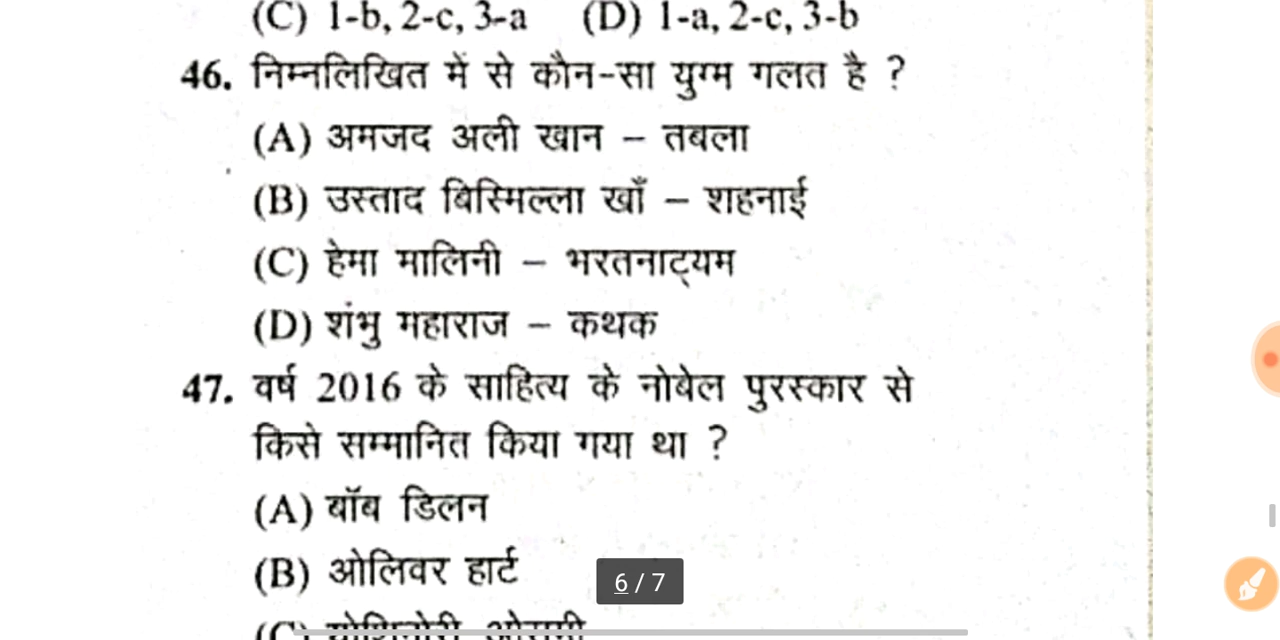 (C) 1-b, 2-c, 3-a (D) 1-a, 2-c, 3-b
46. निम्नलिखित में से कौन-सा युग्म गलत है ?
(A) अमजद अली खान – तबला
(B) उस्ताद बिस्मिल्ला खाँ – शहनाई
(C) हेमा मालिनी – भरतनाट्यम
(D) शंभु महाराज – कथक
47. वर्ष 2016 के साहित्य के नोबेल पुरस्कार से
किसे सम्मानित किया गया था ?
(A) बॉब डिलन
(B) ओलिवर हार्ट
6 / 7
(C)